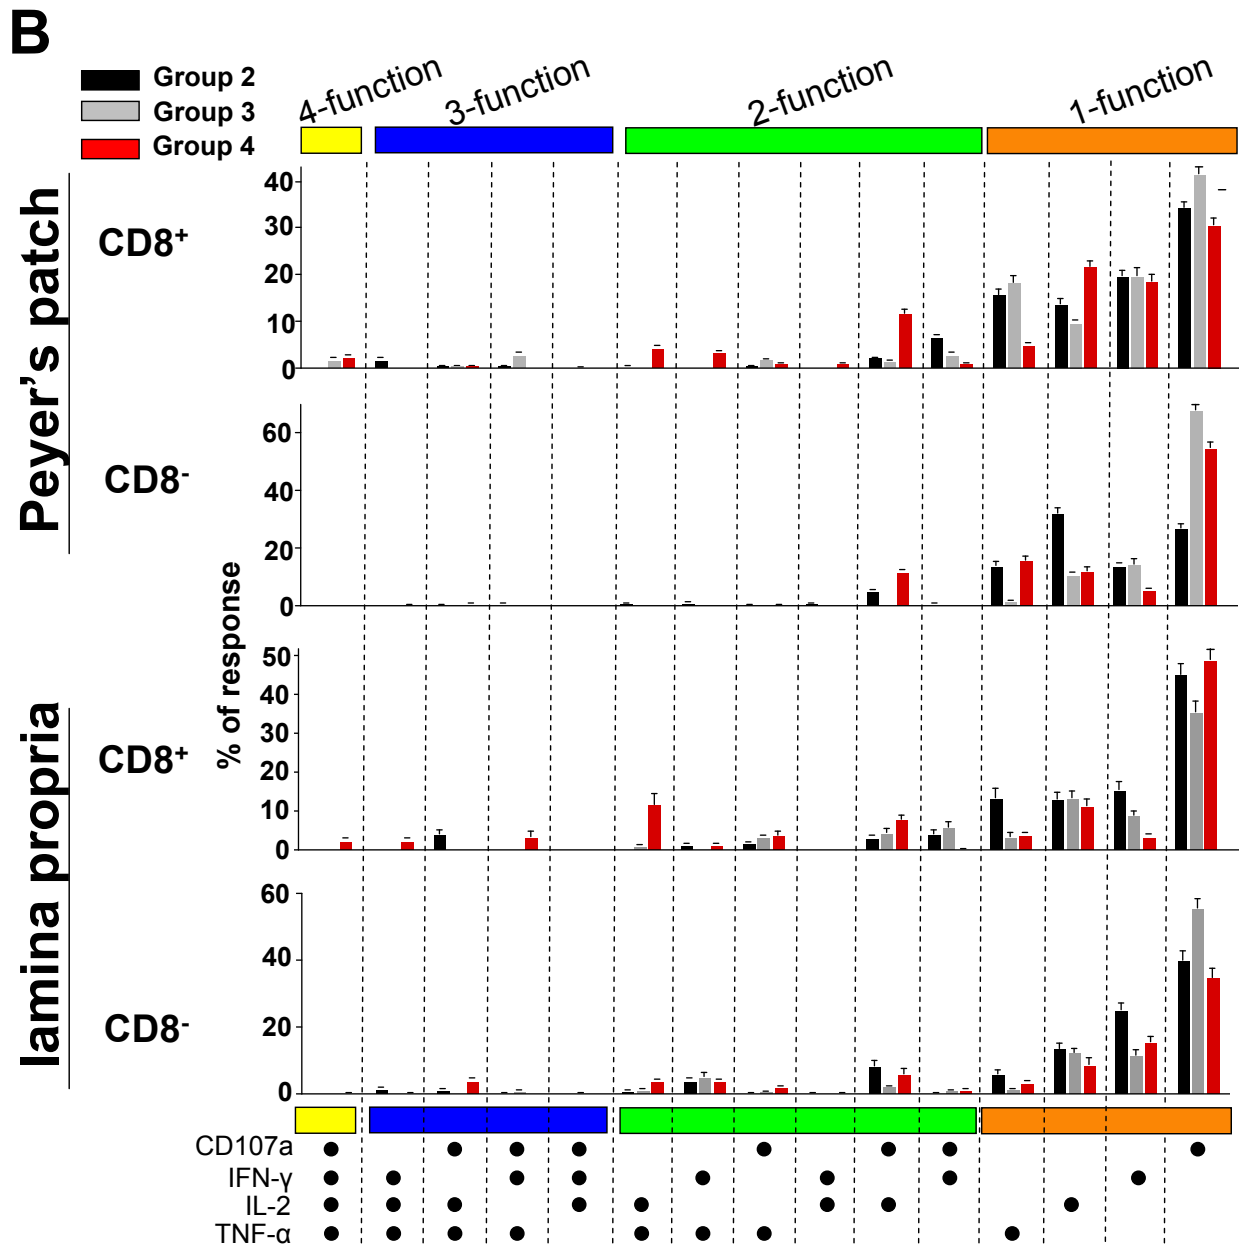 B
Group 2
Group 3
Group 4
4-function
3-function
2-function
1-function
Peyer's patch
CD8+
40
30
20
10
0
CD8-
60
40
20
0
% of response
lamina propria
CD8+
50
40
30
20
10
0
CD8-
60
40
20
0
CD107a
IFN-γ
IL-2
TNF-α